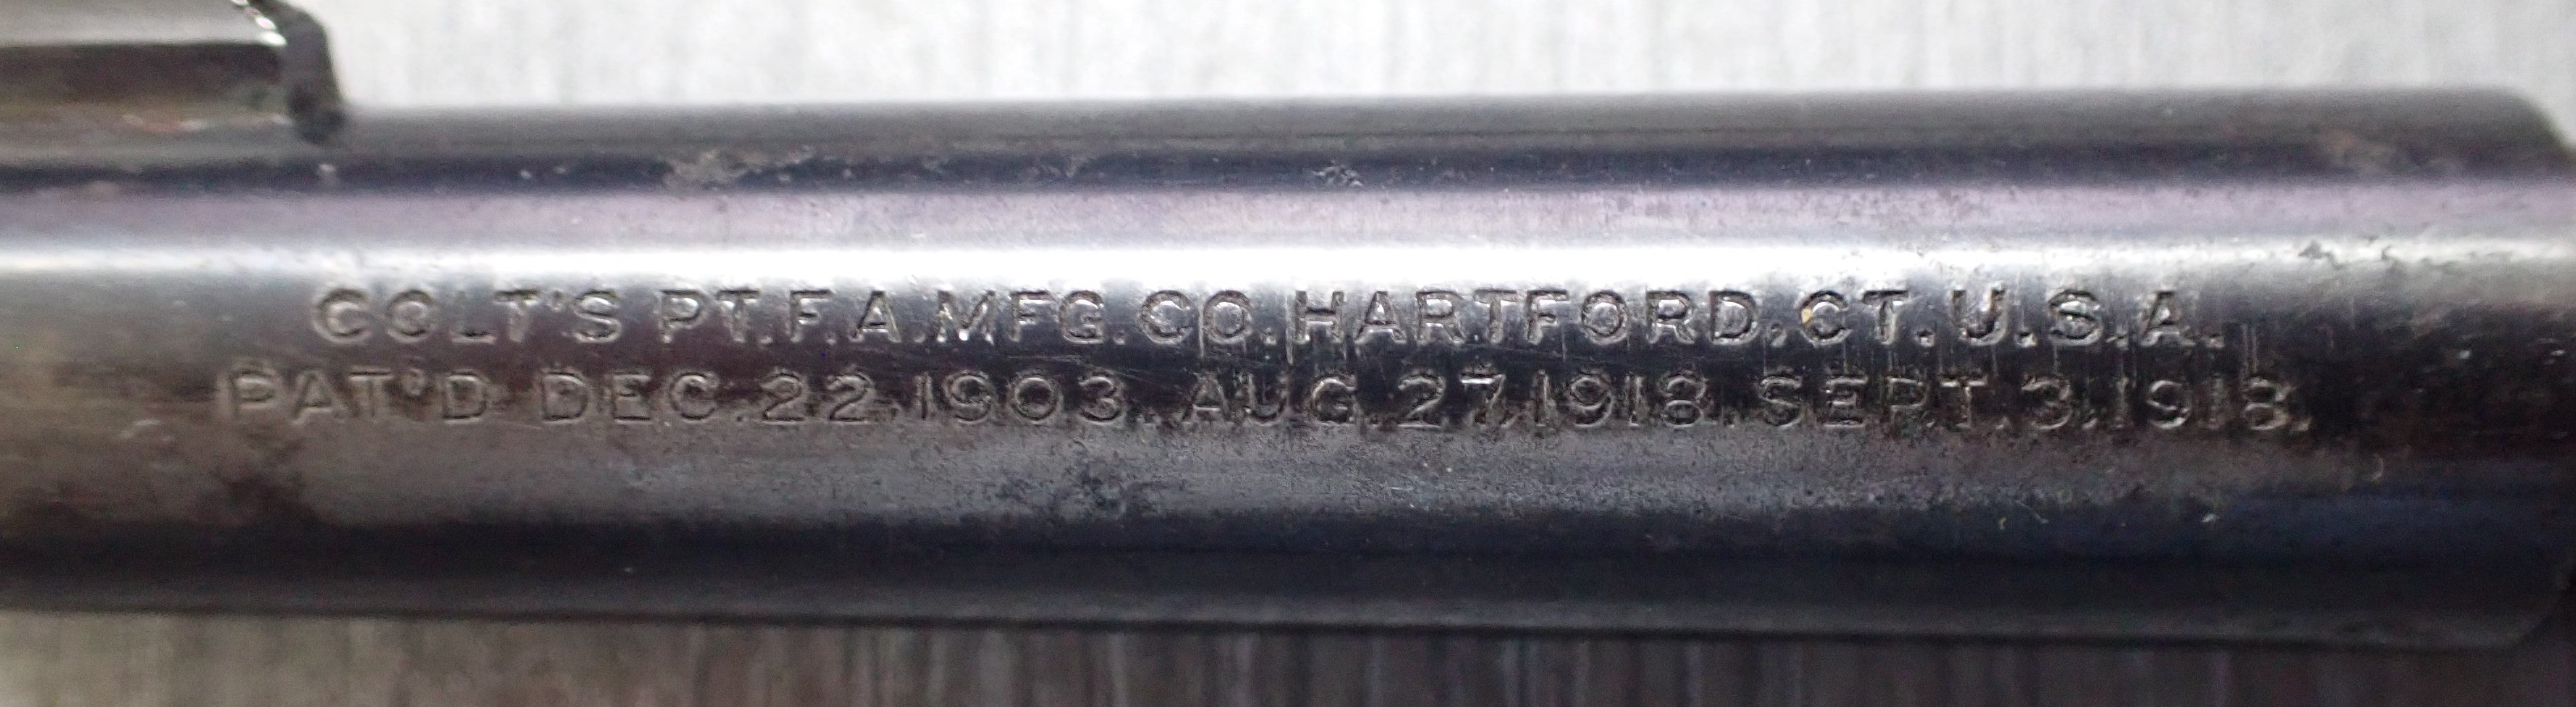 COLT'S PT.F.A.MFG.CO.HARTFORD,CT.U.S.A.
PAT'D DEC.22,1903. AUG.27,1918. SEPT.3,1918.